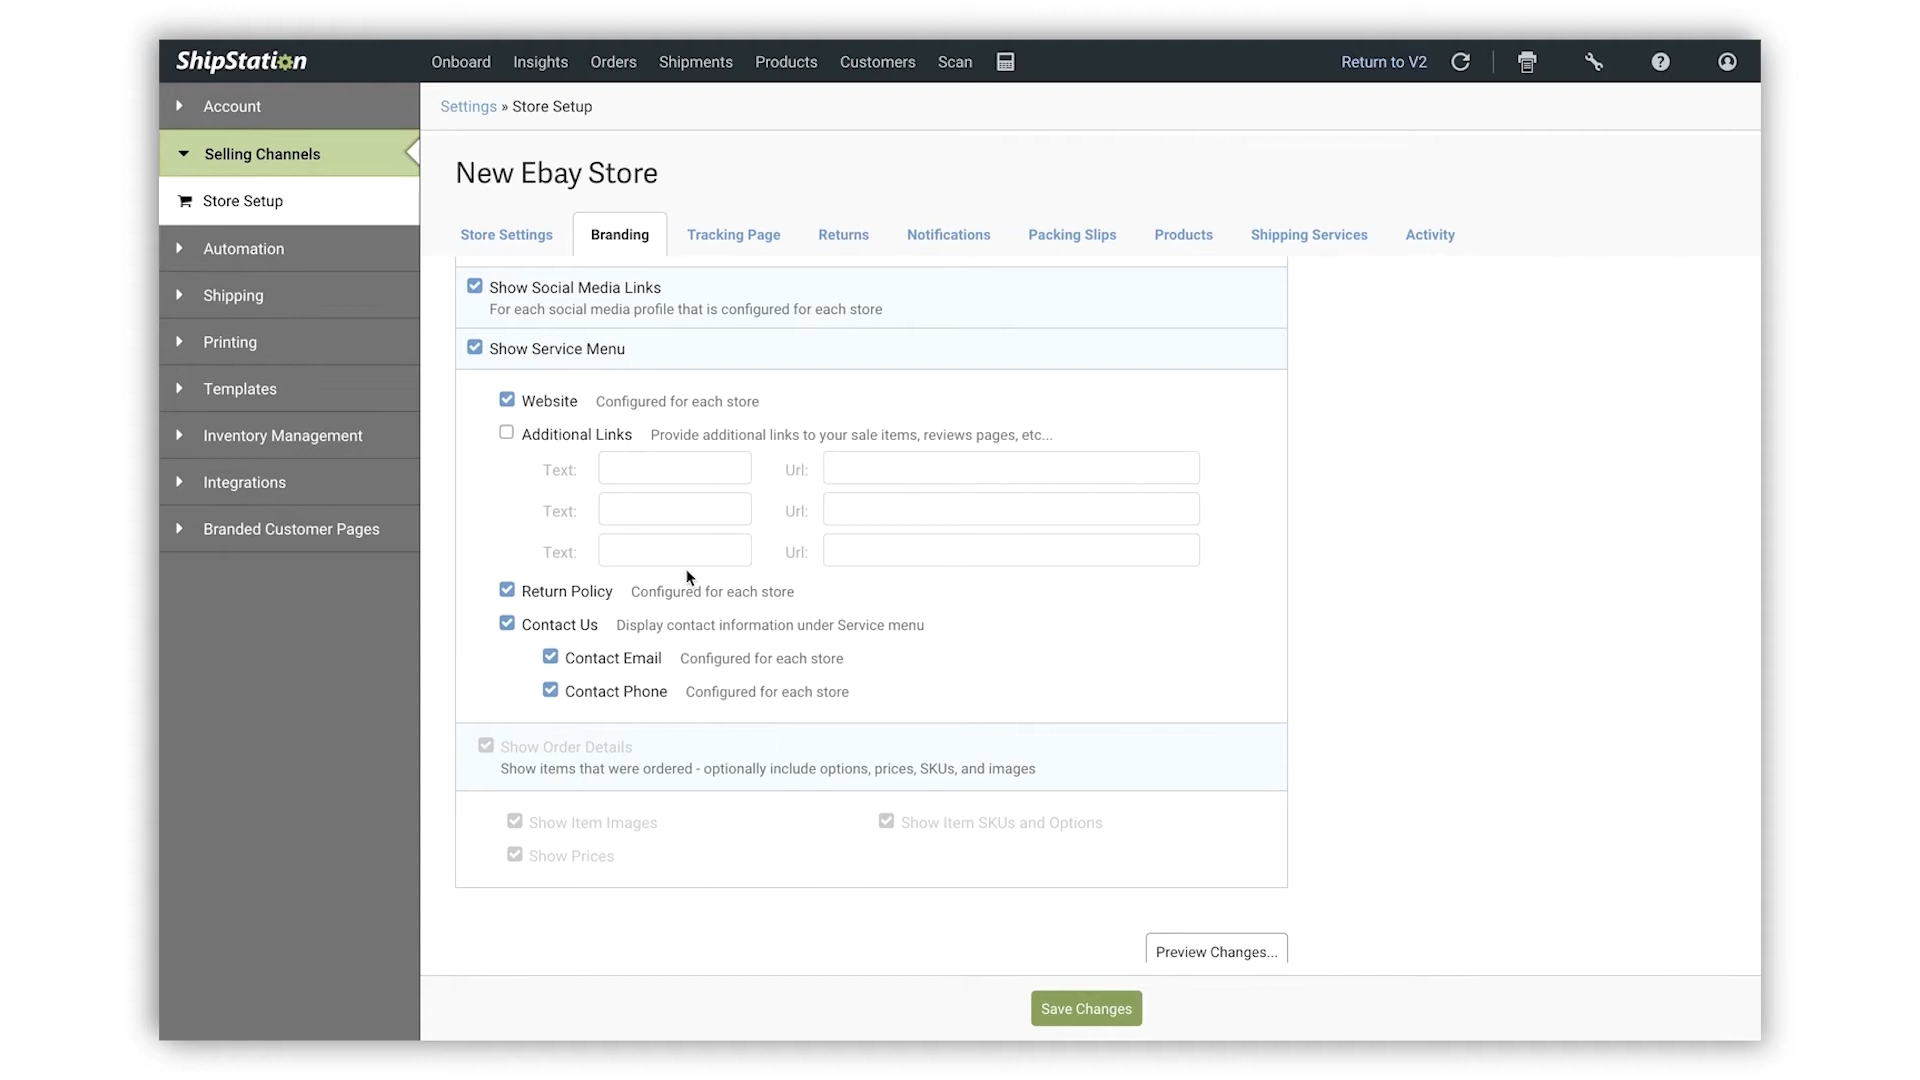 ShipStation
Onboard Insights Orders Shipments Products Customers Scan Return to V2
Account
Selling Channels
Store Setup
Automation
Shipping
Printing
Templates
Inventory Management
Integrations
Branded Customer Pages
Settings » Store Setup
New Ebay Store
Store Settings Branding Tracking Page Returns Notifications Packing Slips Products Shipping Services Activity
Show Social Media Links
For each social media profile that is configured for each store
Show Service Menu
Website Configured for each store
Additional Links Provide additional links to your sale items, reviews pages, etc...
Text: Url:
Text: Url:
Text: Url:
Return Policy Configured for each store
Contact Us Display contact information under Service menu
Contact Email Configured for each store
Contact Phone Configured for each store
Show Order Details
Show items that were ordered - optionally include options, prices, SKUs, and images
Show Item Images Show Item SKUs and Options
Show Prices
Preview Changes...
Save Changes